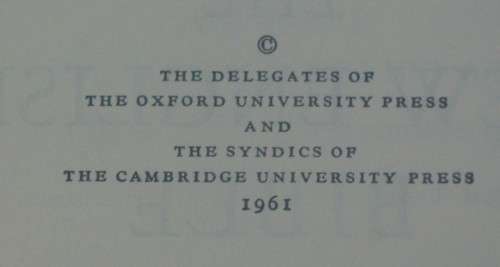 ©
THE DELEGATES OF
THE OXFORD UNIVERSITY PRESS
AND
THE SYNDICS OF
THE CAMBRIDGE UNIVERSITY PRESS
1961